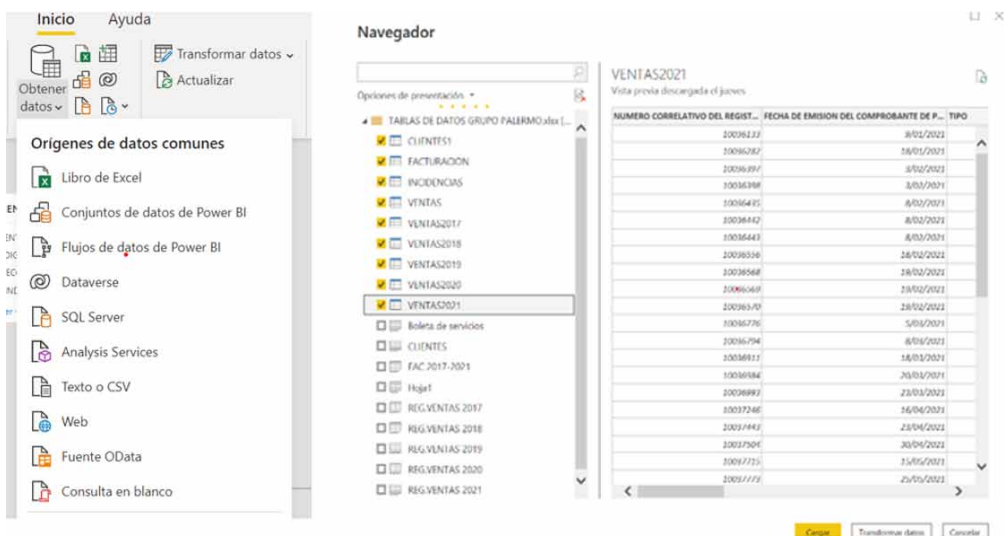 Inicio Ayuda
Obtener datos
Transformar datos
Actualizar
Orígenes de datos comunes
Libro de Excel
Conjuntos de datos de Power BI
Flujos de datos de Power BI
Dataverse
SQL Server
Analysis Services
Texto o CSV
Web
Fuente OData
Consulta en blanco
Navegador
Opciones de presentación
TABLAS DE DATOS GRUPO PALERMO.xlsx [...
CLIENTES1
FACTURACION
INCIDENCIAS
VENTAS
VENTAS2017
VENTAS2018
VENTAS2019
VENTAS2020
VENTAS2021
Boleta de servicios
CLIENTES
FAC 2017-2021
Hoja1
REG.VENTAS 2017
REG.VENTAS 2018
REG.VENTAS 2019
REG.VENTAS 2020
REG.VENTAS 2021
VENTAS2021
Vista previa descargada el jueves
NUMERO CORRELATIVO DEL REGIST... FECHA DE EMISION DEL COMPROBANTE DE P... TIPO
10036133 9/01/2021
10036282 18/01/2021
10036397 3/02/2021
10036398 3/02/2021
10036435 8/02/2021
10036442 8/02/2021
10036443 8/02/2021
10036556 18/02/2021
10036568 19/02/2021
10036569 19/02/2021
10036570 19/02/2021
10036776 5/03/2021
10036794 8/03/2021
10036911 18/03/2021
10036984 20/03/2021
10036993 23/03/2021
10037246 16/04/2021
10037443 23/04/2021
10037504 30/04/2021
10037715 15/05/2021
10037773 25/05/2021
Cargar Transformar datos Cancelar